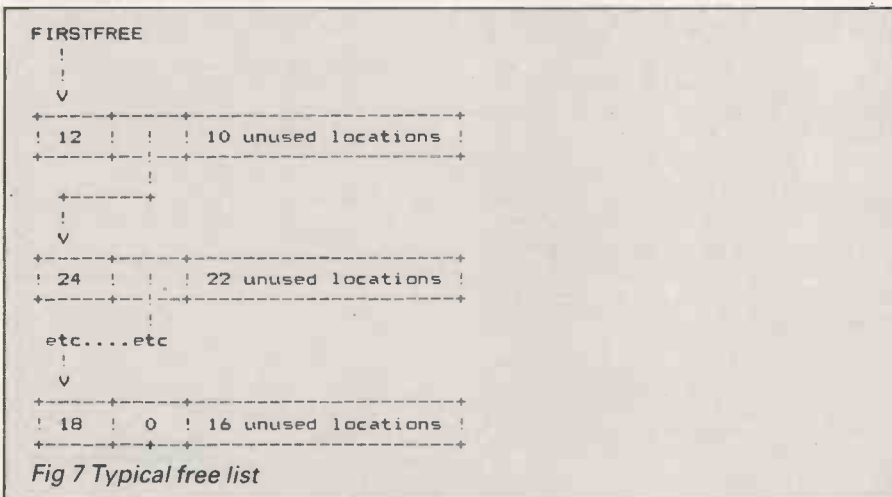 FIRSTFREE
!
!
V
+------+-----+----------------------+
! 12 ! ! ! 10 unused locations !
+------+--!--+----------------------+
!
+-------+
!
V
+------+-----+----------------------+
! 24 ! ! ! 22 unused locations !
+------+--!--+----------------------+
!
etc....etc
!
V
+------+-----+----------------------+
! 18 ! 0 ! 16 unused locations !
+------+--+--+----------------------+
Fig 7 Typical free list